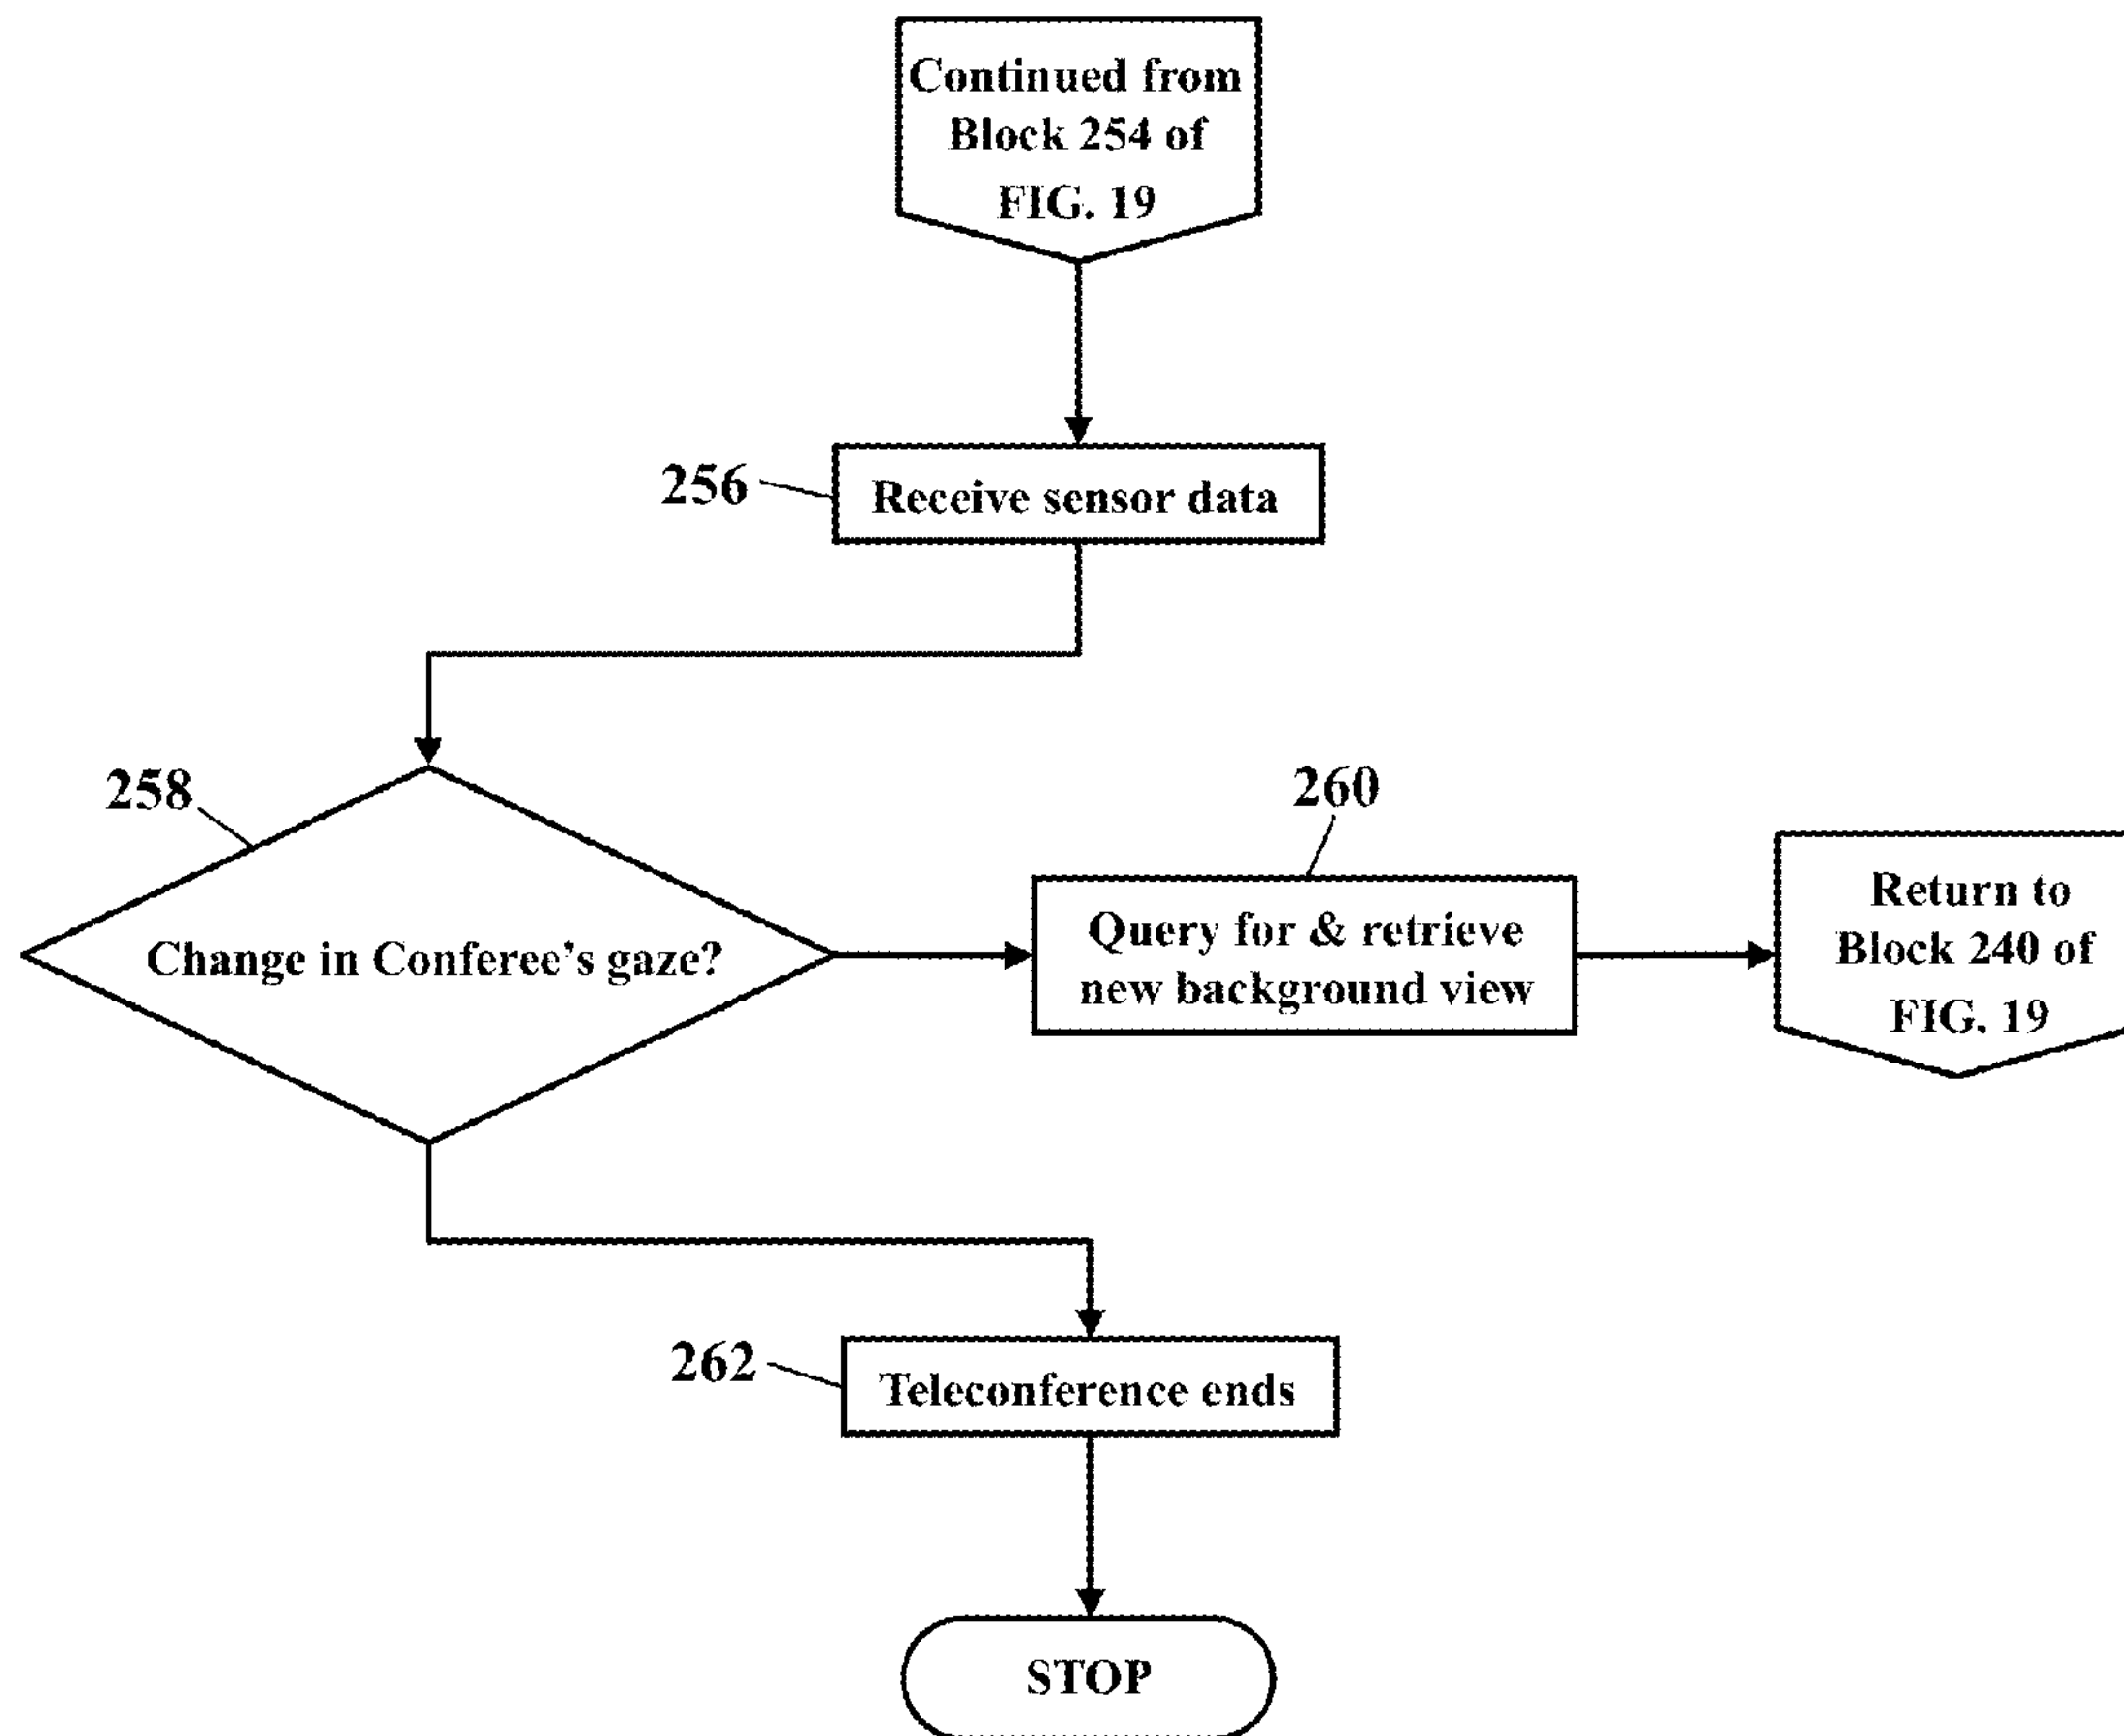 Continued from
Block 254 of
FIG. 19
256
Receive sensor data
258
Change in Conferee's gaze?
260
Query for & retrieve
new background view
Return to
Block 240 of
FIG. 19
262
Teleconference ends
STOP